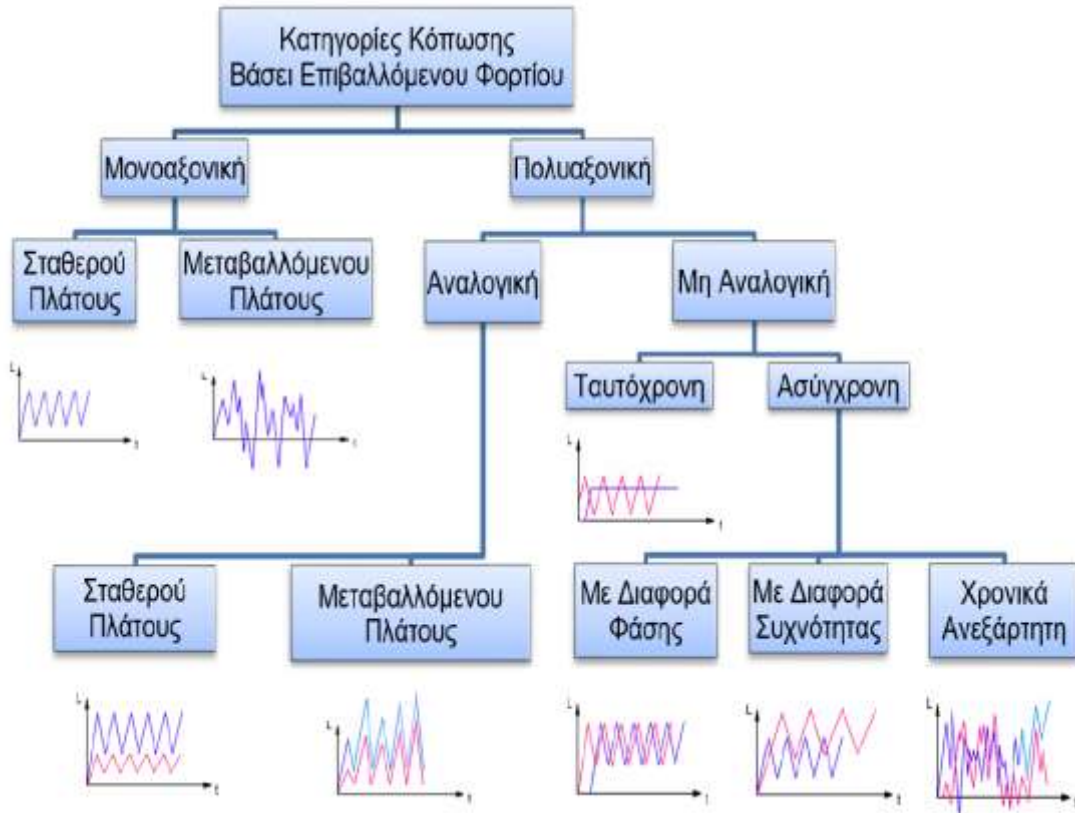 Κατηγορίες Κόπωσης
Βάσει Επιβαλλόμενου Φορτίου
Μονοαξονική
Πολυαξονική
Σταθερού
Πλάτους
Μεταβαλλόμενου
Πλάτους
Αναλογική
Μη Αναλογική
Ταυτόχρονη
Ασύγχρονη
L
t
L
t
L
t
Σταθερού
Πλάτους
Μεταβαλλόμενου
Πλάτους
Με Διαφορά
Φάσης
Με Διαφορά
Συχνότητας
Χρονικά
Ανεξάρτητη
L
t
L
t
L
t
L
t
L
t